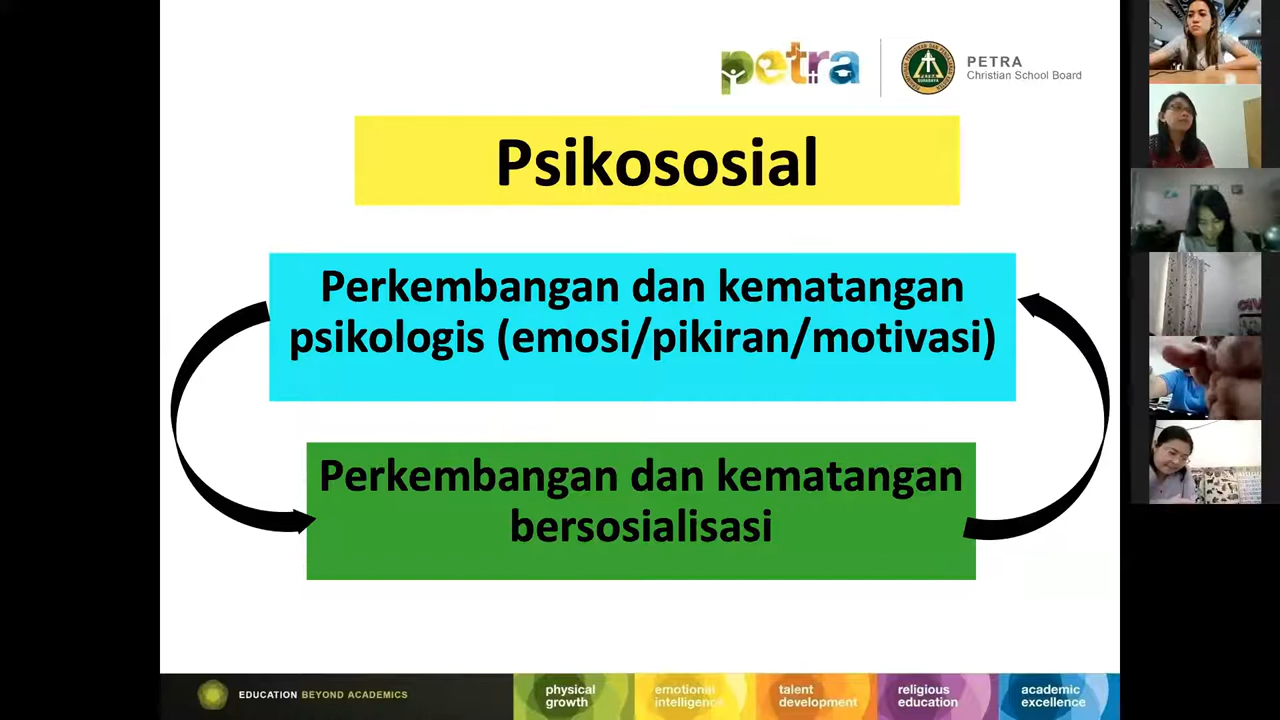 petra
PETRA
Christian School Board
Psikososial
Perkembangan dan kematangan
psikologis (emosi/pikiran/motivasi)
Perkembangan dan kematangan
bersosialisasi
EDUCATION BEYOND ACADEMICS
physical
growth
emotional
intelligence
talent
development
religious
education
academic
excellence